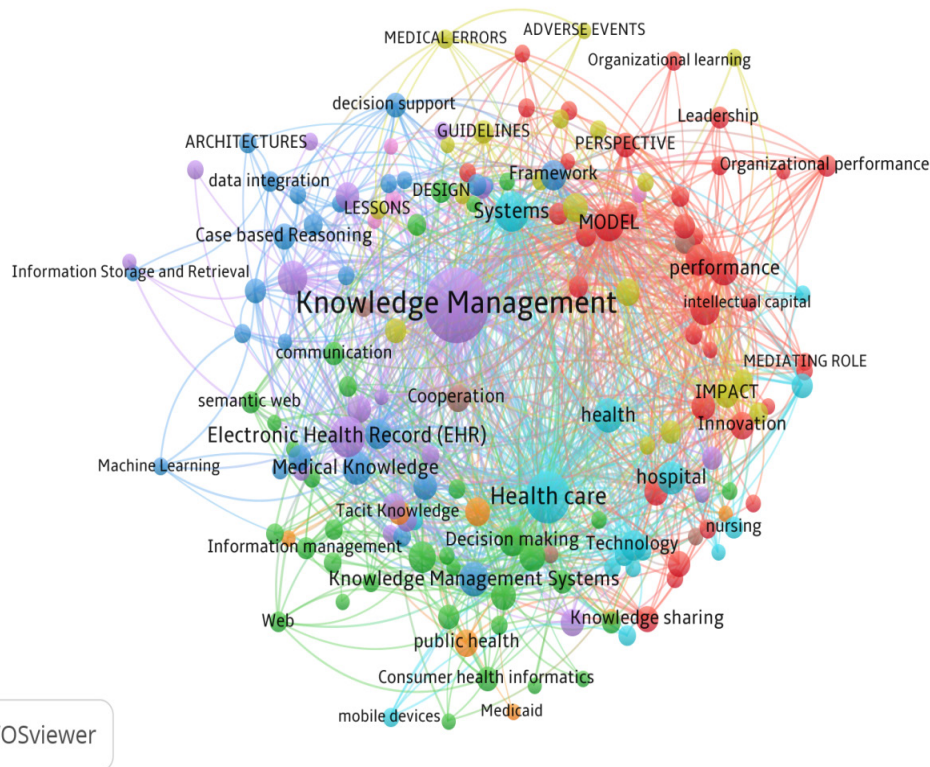 ADVERSE EVENTS
MEDICAL ERRORS
Organizational learning
decision support
Leadership
GUIDELINES
ARCHITECTURES
PERSPECTIVE
Organizational performance
Framework
data integration
DESIGN
LESSONS
Systems
MODEL
Case based Reasoning
performance
Information Storage and Retrieval
Knowledge Management
intellectual capital
communication
MEDIATING ROLE
Cooperation
IMPACT
semantic web
health
Innovation
Electronic Health Record (EHR)
Machine Learning
Medical Knowledge
hospital
Health care
Tacit Knowledge
nursing
Decision making
Technology
Information management
Knowledge Management Systems
Web
Knowledge sharing
public health
Consumer health informatics
mobile devices
Medicaid
OSviewer